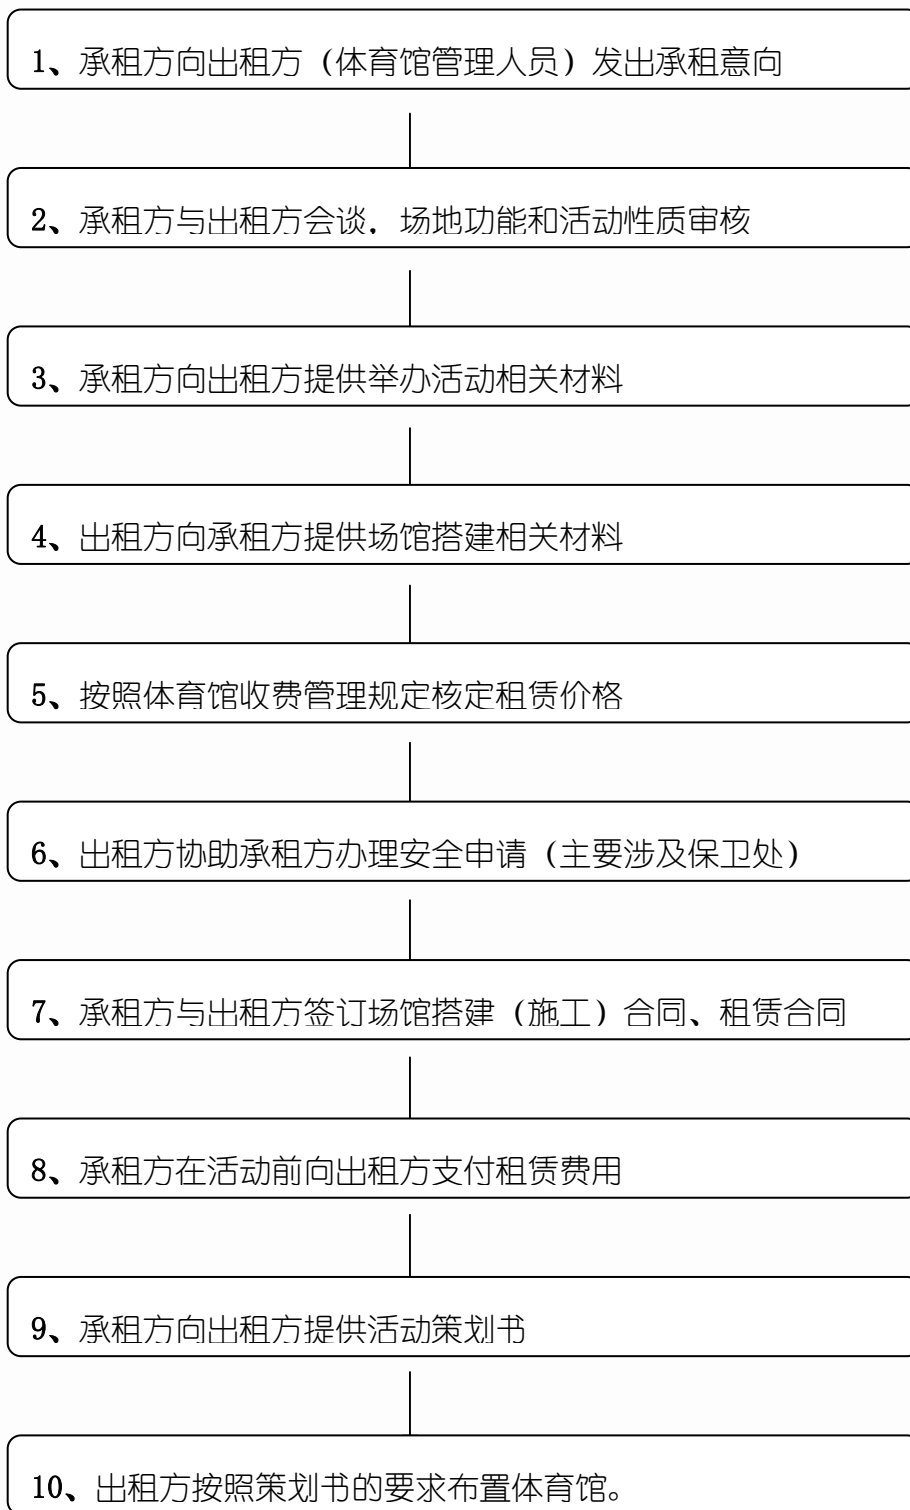 1、承租方向出租方（体育馆管理人员）发出承租意向
2、承租方与出租方会谈，场地功能和活动性质审核
3、承租方向出租方提供举办活动相关材料
4、出租方向承租方提供场馆搭建相关材料
5、按照体育馆收费管理规定核定租赁价格
6、出租方协助承租方办理安全申请（主要涉及保卫处）
7、承租方与出租方签订场馆搭建（施工）合同、租赁合同
8、承租方在活动前向出租方支付租赁费用
9、承租方向出租方提供活动策划书
10、出租方按照策划书的要求布置体育馆。